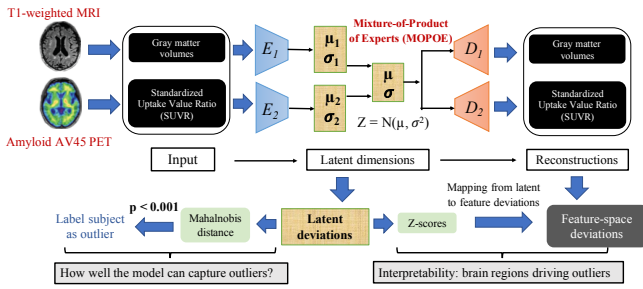 T1-weighted MRI
Gray matter
volumes
Standardized
Uptake Value Ratio
(SUVR)
Amyloid AV45 PET
E1
E2
μ1
σ1
μ2
σ2
Mixture-of-Product
of Experts (MOPOE)
μ
σ
Z = N(μ, σ2)
D1
D2
Gray matter
volumes
Standardized
Uptake Value Ratio
(SUVR)
Input
Latent dimensions
Reconstructions
Mapping from latent
to feature deviations
p < 0.001
Label subject
as outlier
Mahalnobis
distance
Latent
deviations
Z-scores
Feature-space
deviations
How well the model can capture outliers?
Interpretability: brain regions driving outliers